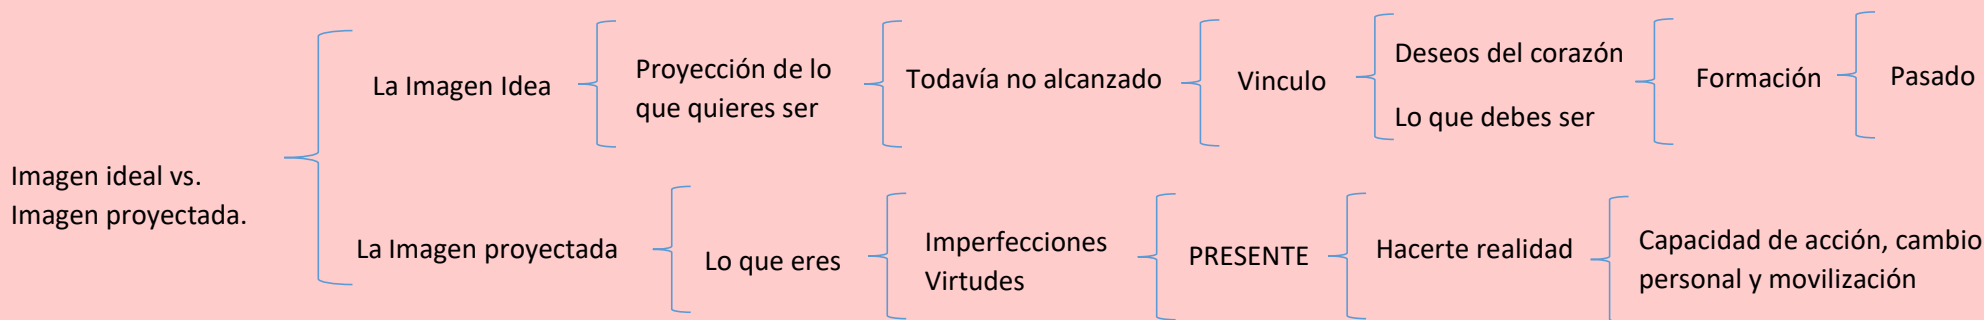 Imagen ideal vs.
Imagen proyectada.
La Imagen Idea
Proyección de lo
que quieres ser
Todavía no alcanzado
Vinculo
Deseos del corazón
Lo que debes ser
Formación
Pasado
La Imagen proyectada
Lo que eres
Imperfecciones
Virtudes
PRESENTE
Hacerte realidad
Capacidad de acción, cambio
personal y movilización